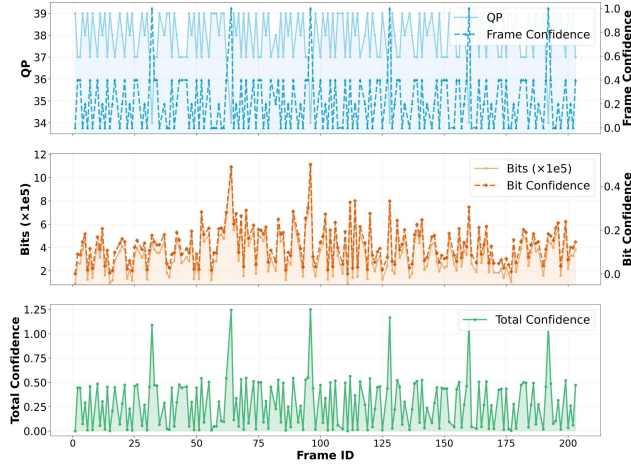 39
38
37
36
35
34
QP
1.0
0.8
0.6
0.4
0.2
0.0
Frame Confidence
QP
Frame Confidence
12
10
8
6
4
2
Bits (×1e5)
0.4
0.2
0.0
Bit Confidence
Bits (×1e5)
Bit Confidence
1.25
1.00
0.75
0.50
0.25
0.00
Total Confidence
Total Confidence
0 25 50 75 100 125 150 175 200
Frame ID